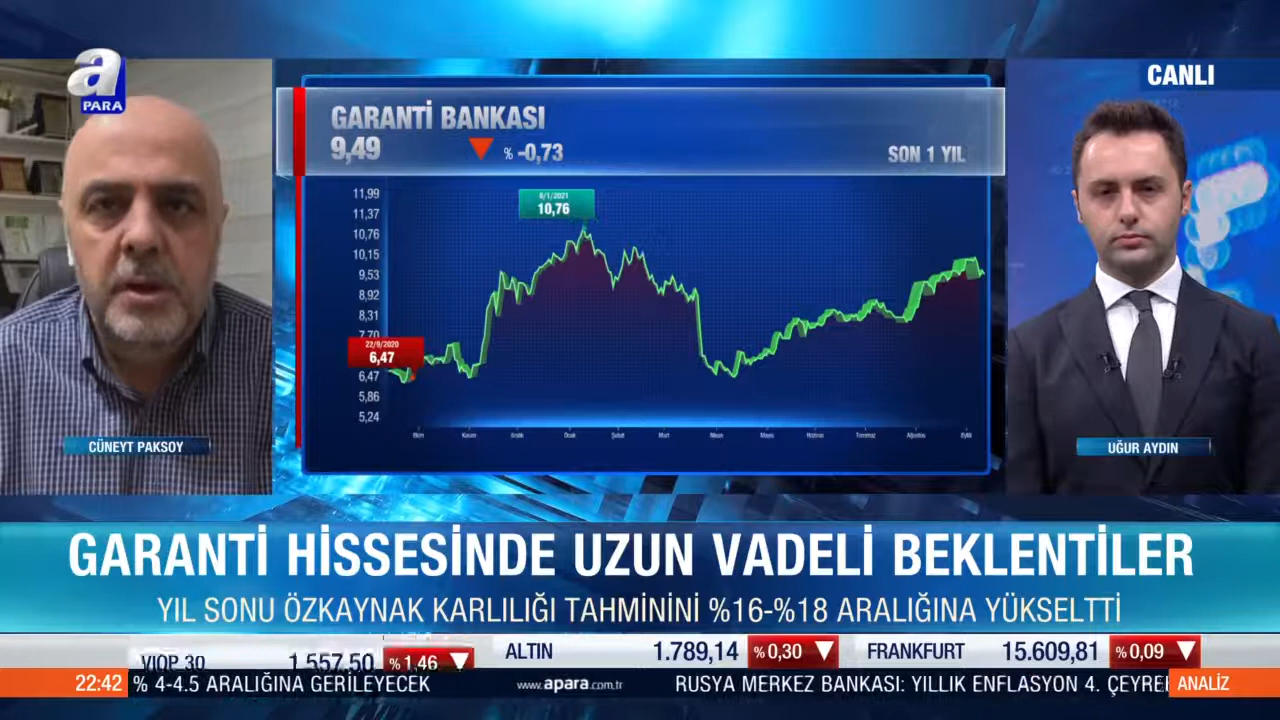 a
PARA
CANLI
GARANTİ BANKASI
9,49 % -0,73 SON 1 YIL
11,99
11,37
10,76
10,15
9,53
8,92
8,31
7,70
6,47
5,86
5,24
8/1/2021
10,76
22/9/2020
6,47
Ekim Kasım Aralık Ocak Şubat Mart Nisan Mayıs Haziran Temmuz Ağustos Eylül
CÜNEYT PAKSOY
UĞUR AYDIN
GARANTİ HİSSESİNDE UZUN VADELİ BEKLENTİLER
YIL SONU ÖZKAYNAK KARLILIĞI TAHMİNİNİ %16-%18 ARALIĞINA YÜKSELTTİ
VIOP 30 1.557,50 %1,46 ALTIN 1.789,14 %0,30 FRANKFURT 15.609,81 %0,09
22:42 % 4-4.5 ARALIĞINA GERİLEYECEK www.apara.com.tr RUSYA MERKEZ BANKASI: YILLIK ENFLASYON 4. ÇEYRE ANALİZ